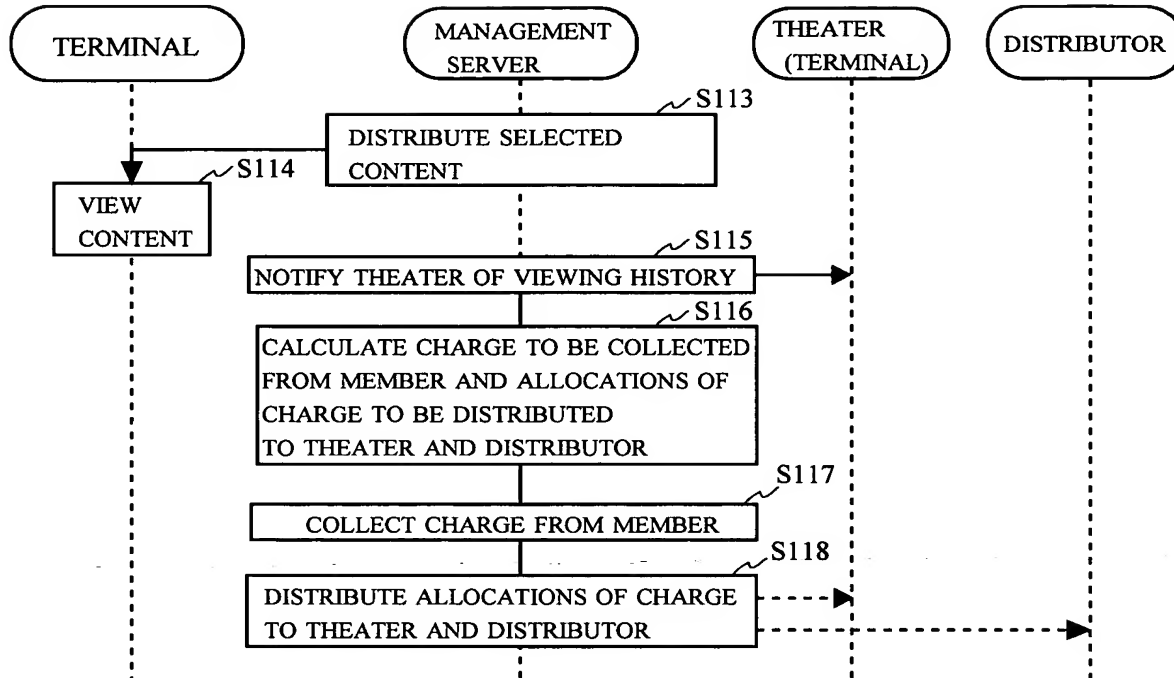 TERMINAL
MANAGEMENT
SERVER
THEATER
(TERMINAL)
DISTRIBUTOR
S113
DISTRIBUTE SELECTED
CONTENT
S114
VIEW
CONTENT
S115
NOTIFY THEATER OF VIEWING HISTORY
S116
CALCULATE CHARGE TO BE COLLECTED
FROM MEMBER AND ALLOCATIONS OF
CHARGE TO BE DISTRIBUTED
TO THEATER AND DISTRIBUTOR
S117
COLLECT CHARGE FROM MEMBER
S118
DISTRIBUTE ALLOCATIONS OF CHARGE
TO THEATER AND DISTRIBUTOR